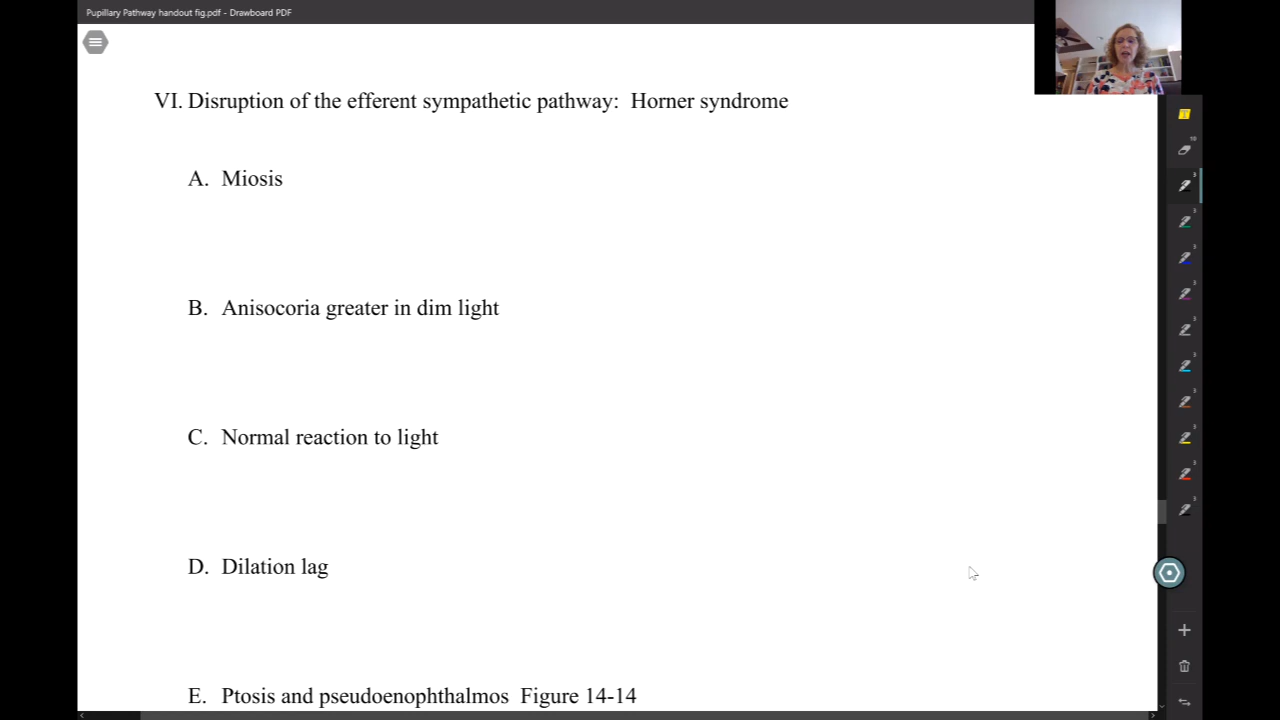 Pupillary Pathway handout fig.pdf - Drawboard PDF
VI. Disruption of the efferent sympathetic pathway: Horner syndrome
A. Miosis
B. Anisocoria greater in dim light
C. Normal reaction to light
D. Dilation lag
E. Ptosis and pseudoenophthalmos Figure 14-14